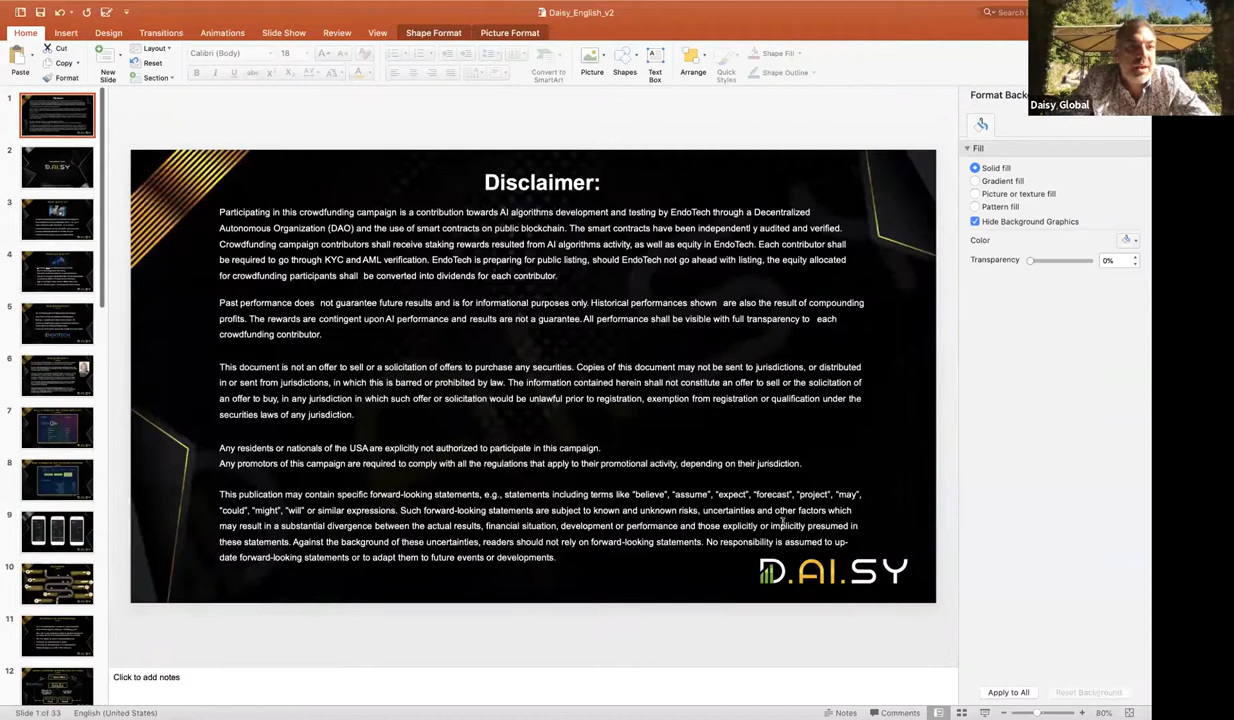 Daisy_English_v2
Search
Home Insert Design Transitions Animations Slide Show Review View Shape Format Picture Format
Paste
Cut
Copy
Format
New Slide
Layout
Reset
Section
Calibri (Body) 18
Convert to SmartArt
Picture
Shapes
Text Box
Arrange
Quick Styles
Shape Fill
Shape Outline
Daisy Global
1
2
3
4
5
6
7
8
9
10
11
12
Disclaimer:
Participating in this crowdfunding campaign is a contribution towards AI algorithms development and testing by EndoTech through a Decentralized
Autonomous Organization (DAO) and the use of smart contracts on public blockchain. The smart contracts have been independently audited and verified.
Crowdfunding campaign contributors shall receive staking rewards resulted from AI algorithms activity, as well as equity in EndoTech. Each contributor shall
be required to go through KYC and AML verification. EndoTech is preparing for public listing, should EndoTech not go ahead with listing, the equity allocated
for crowdfunding participants shall be converted into dividends for each contributor.
Past performance does not guarantee future results and is for informational purposes only. Historical performances shown are also the result of compounding
profits. The rewards are contingent upon AI performance and results are not a guarantee. All performance shall be visible with full transparency to each
crowdfunding contributor.
This document is not an offer to sell or a solicitation of offers to purchase any securities. Copies of this document may not be sent to jurisdictions, or distributed
in or sent from jurisdictions, in which this is barred or prohibited by law. The information contained herein shall not constitute an offer to sell or the solicitation of
an offer to buy, in any jurisdiction in which such offer or solicitation would be unlawful prior to registration, exemption from registration or qualification under the
securities laws of any jurisdiction.
Any residents or nationals of the USA are explicitly not authorized to participate in this campaign.
Any promotors of this campaign are required to comply with all the regulations that apply to their promotional activity, depending on their jurisdiction.
This publication may contain specific forward-looking statements, e.g., statements including terms like "believe", "assume", "expect", "forecast", "project", "may",
"could", "might", "will" or similar expressions. Such forward-looking statements are subject to known and unknown risks, uncertainties and other factors which
may result in a substantial divergence between the actual results, financial situation, development or performance and those explicitly or implicitly presumed in
these statements. Against the background of these uncertainties, readers should not rely on forward-looking statements. No responsibility is assumed to up-
date forward-looking statements or to adapt them to future events or developments.
D.AI.SY
Format Back
Fill
Solid fill
Gradient fill
Picture or texture fill
Pattern fill
Hide Background Graphics
Color
Transparency 0%
Apply to All
Reset Background
Click to add notes
Slide 1 of 33 English (United States)
Notes Comments 80%